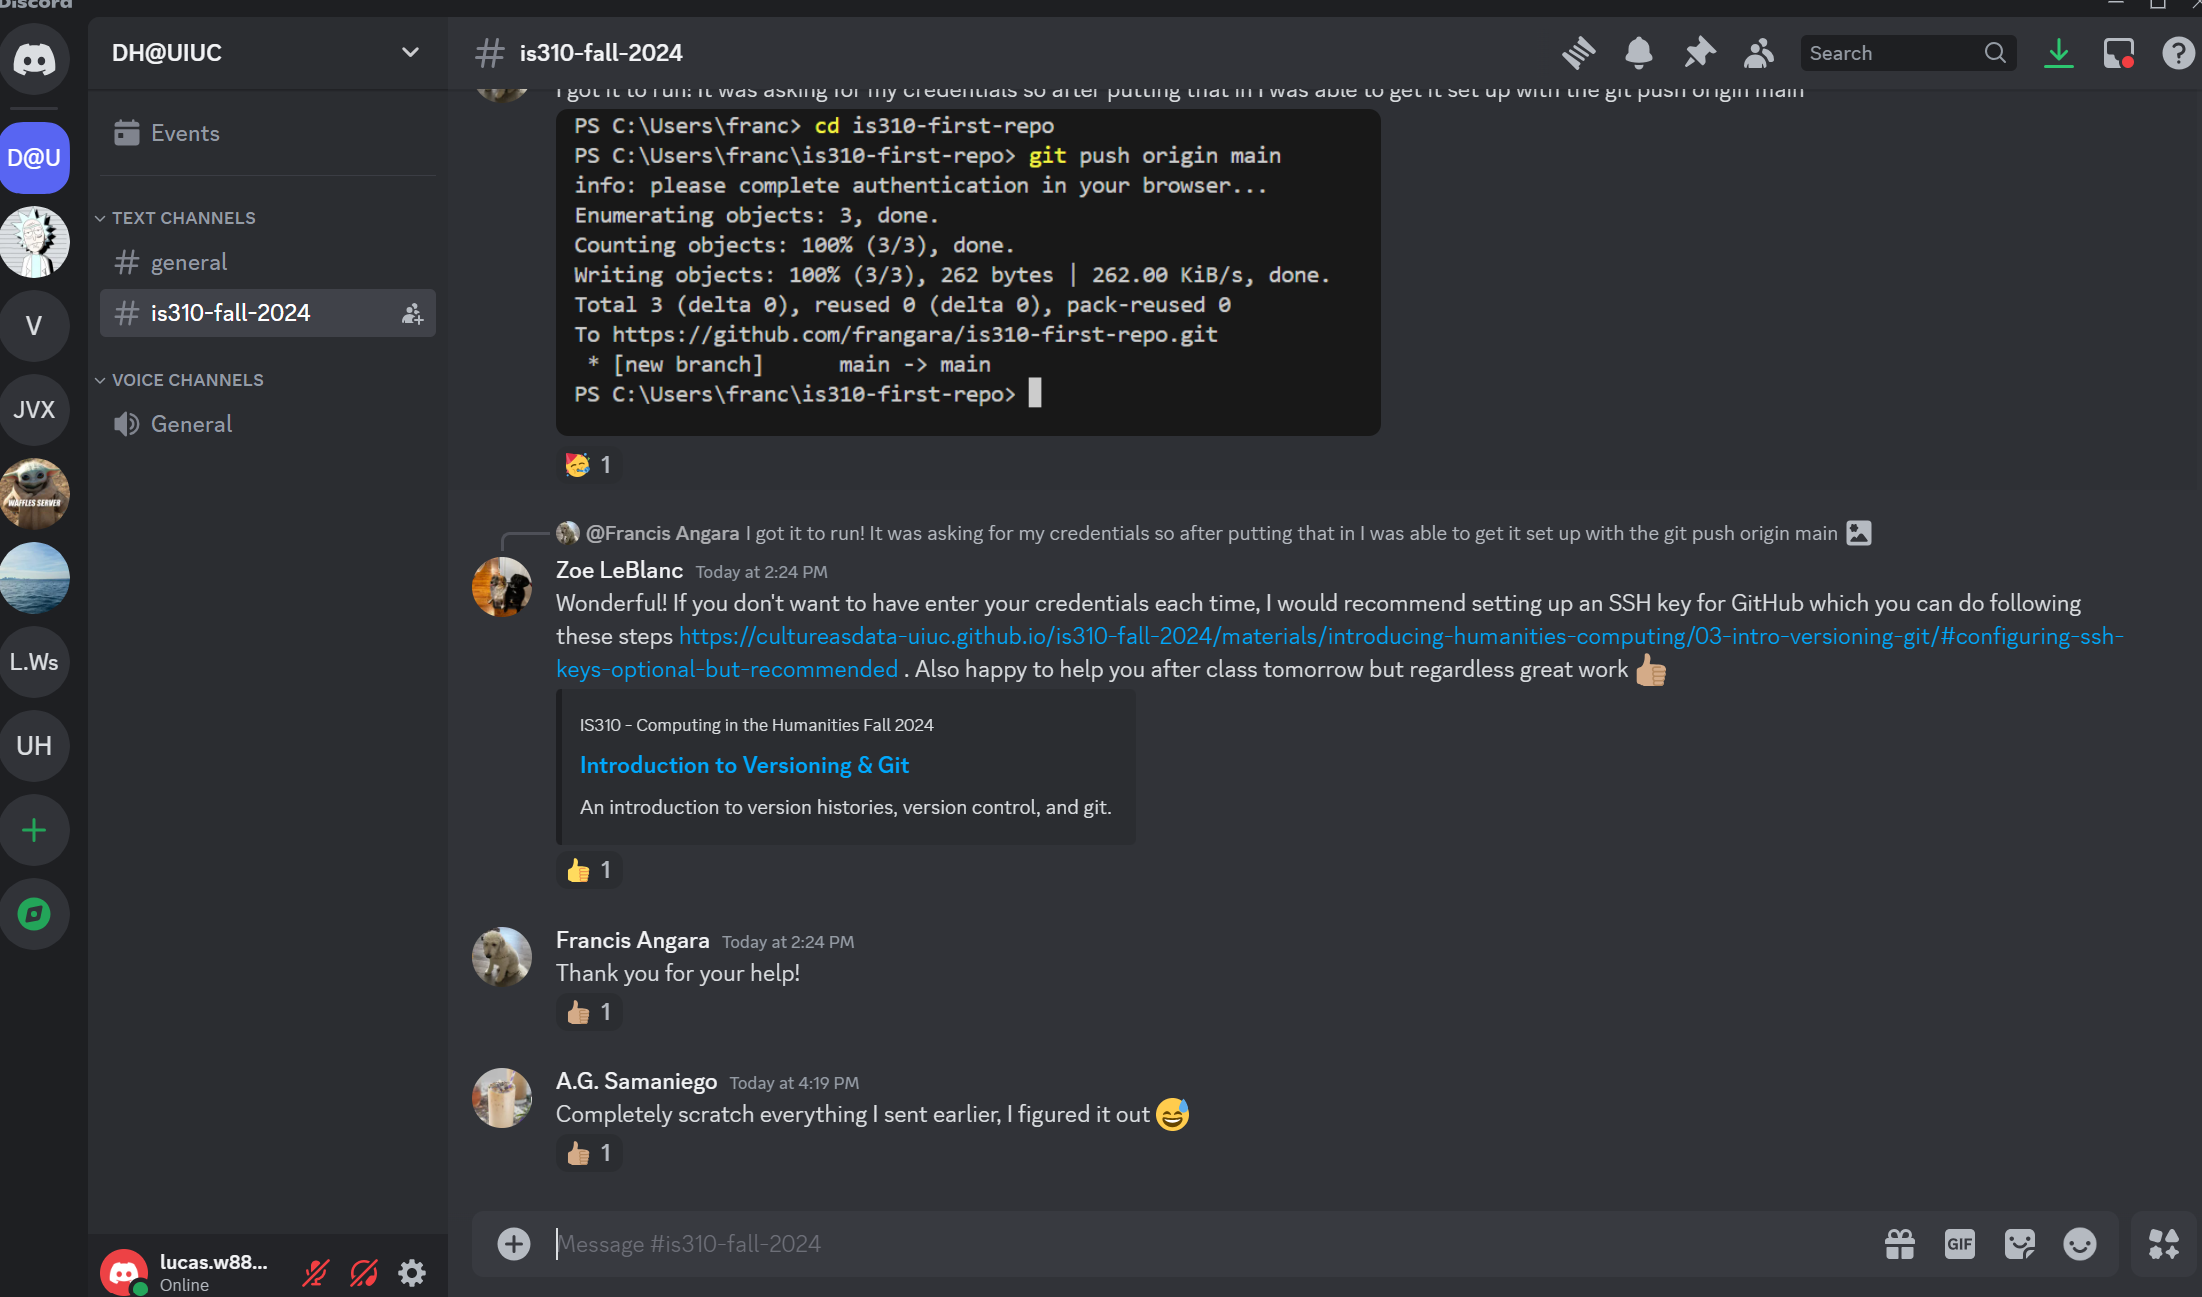 Discord
DH@UIUC
is310-fall-2024
Search
D@U
V
JVX
WAFFLES SERVER
L.Ws
UH
Events
TEXT CHANNELS
general
is310-fall-2024
VOICE CHANNELS
General
I got it to run! It was asking for my credentials so after putting that in I was able to get it set up with the git push origin main
PS C:\Users\franc> cd is310-first-repo
PS C:\Users\franc\is310-first-repo> git push origin main
info: please complete authentication in your browser...
Enumerating objects: 3, done.
Counting objects: 100% (3/3), done.
Writing objects: 100% (3/3), 262 bytes | 262.00 KiB/s, done.
Total 3 (delta 0), reused 0 (delta 0), pack-reused 0
To https://github.com/frangara/is310-first-repo.git
* [new branch] main -> main
PS C:\Users\franc\is310-first-repo>
1
@Francis Angara I got it to run! It was asking for my credentials so after putting that in I was able to get it set up with the git push origin main
Zoe LeBlanc Today at 2:24 PM
Wonderful! If you don't want to have enter your credentials each time, I would recommend setting up an SSH key for GitHub which you can do following
these steps https://cultureasdata-uiuc.github.io/is310-fall-2024/materials/introducing-humanities-computing/03-intro-versioning-git/#configuring-ssh-
keys-optional-but-recommended . Also happy to help you after class tomorrow but regardless great work
IS310 - Computing in the Humanities Fall 2024
Introduction to Versioning & Git
An introduction to version histories, version control, and git.
1
Francis Angara Today at 2:24 PM
Thank you for your help!
1
A.G. Samaniego Today at 4:19 PM
Completely scratch everything I sent earlier, I figured it out
1
Message #is310-fall-2024
GIF
lucas.w88...
Online